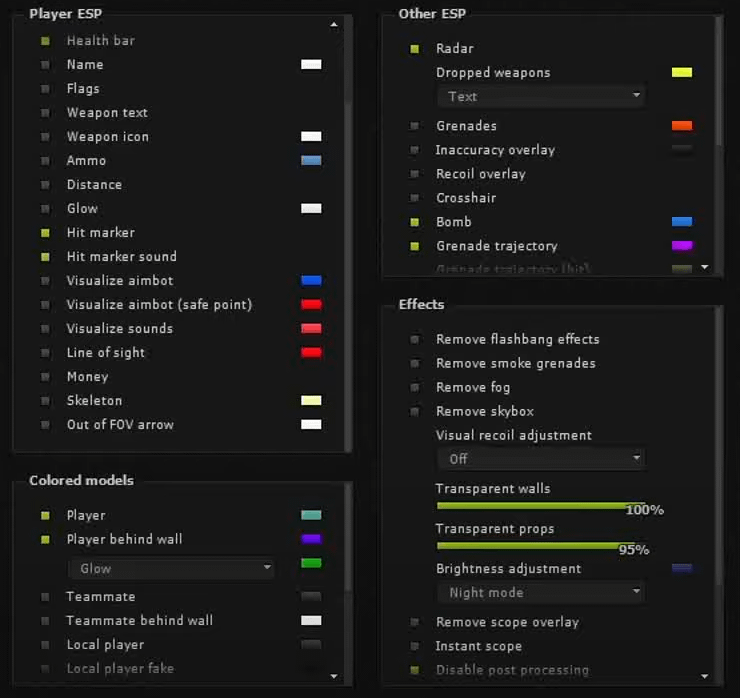 Player ESP
Health bar
Name
Flags
Weapon text
Weapon icon
Ammo
Distance
Glow
Hit marker
Hit marker sound
Visualize aimbot
Visualize aimbot (safe point)
Visualize sounds
Line of sight
Money
Skeleton
Out of FOV arrow
Colored models
Player
Player behind wall
Glow
Teammate
Teammate behind wall
Local player
Local player fake
Other ESP
Radar
Dropped weapons
Text
Grenades
Inaccuracy overlay
Recoil overlay
Crosshair
Bomb
Grenade trajectory
Grenade trajectory (hit)
Effects
Remove flashbang effects
Remove smoke grenades
Remove fog
Remove skybox
Visual recoil adjustment
Off
Transparent walls
100%
Transparent props
95%
Brightness adjustment
Night mode
Remove scope overlay
Instant scope
Disable post processing